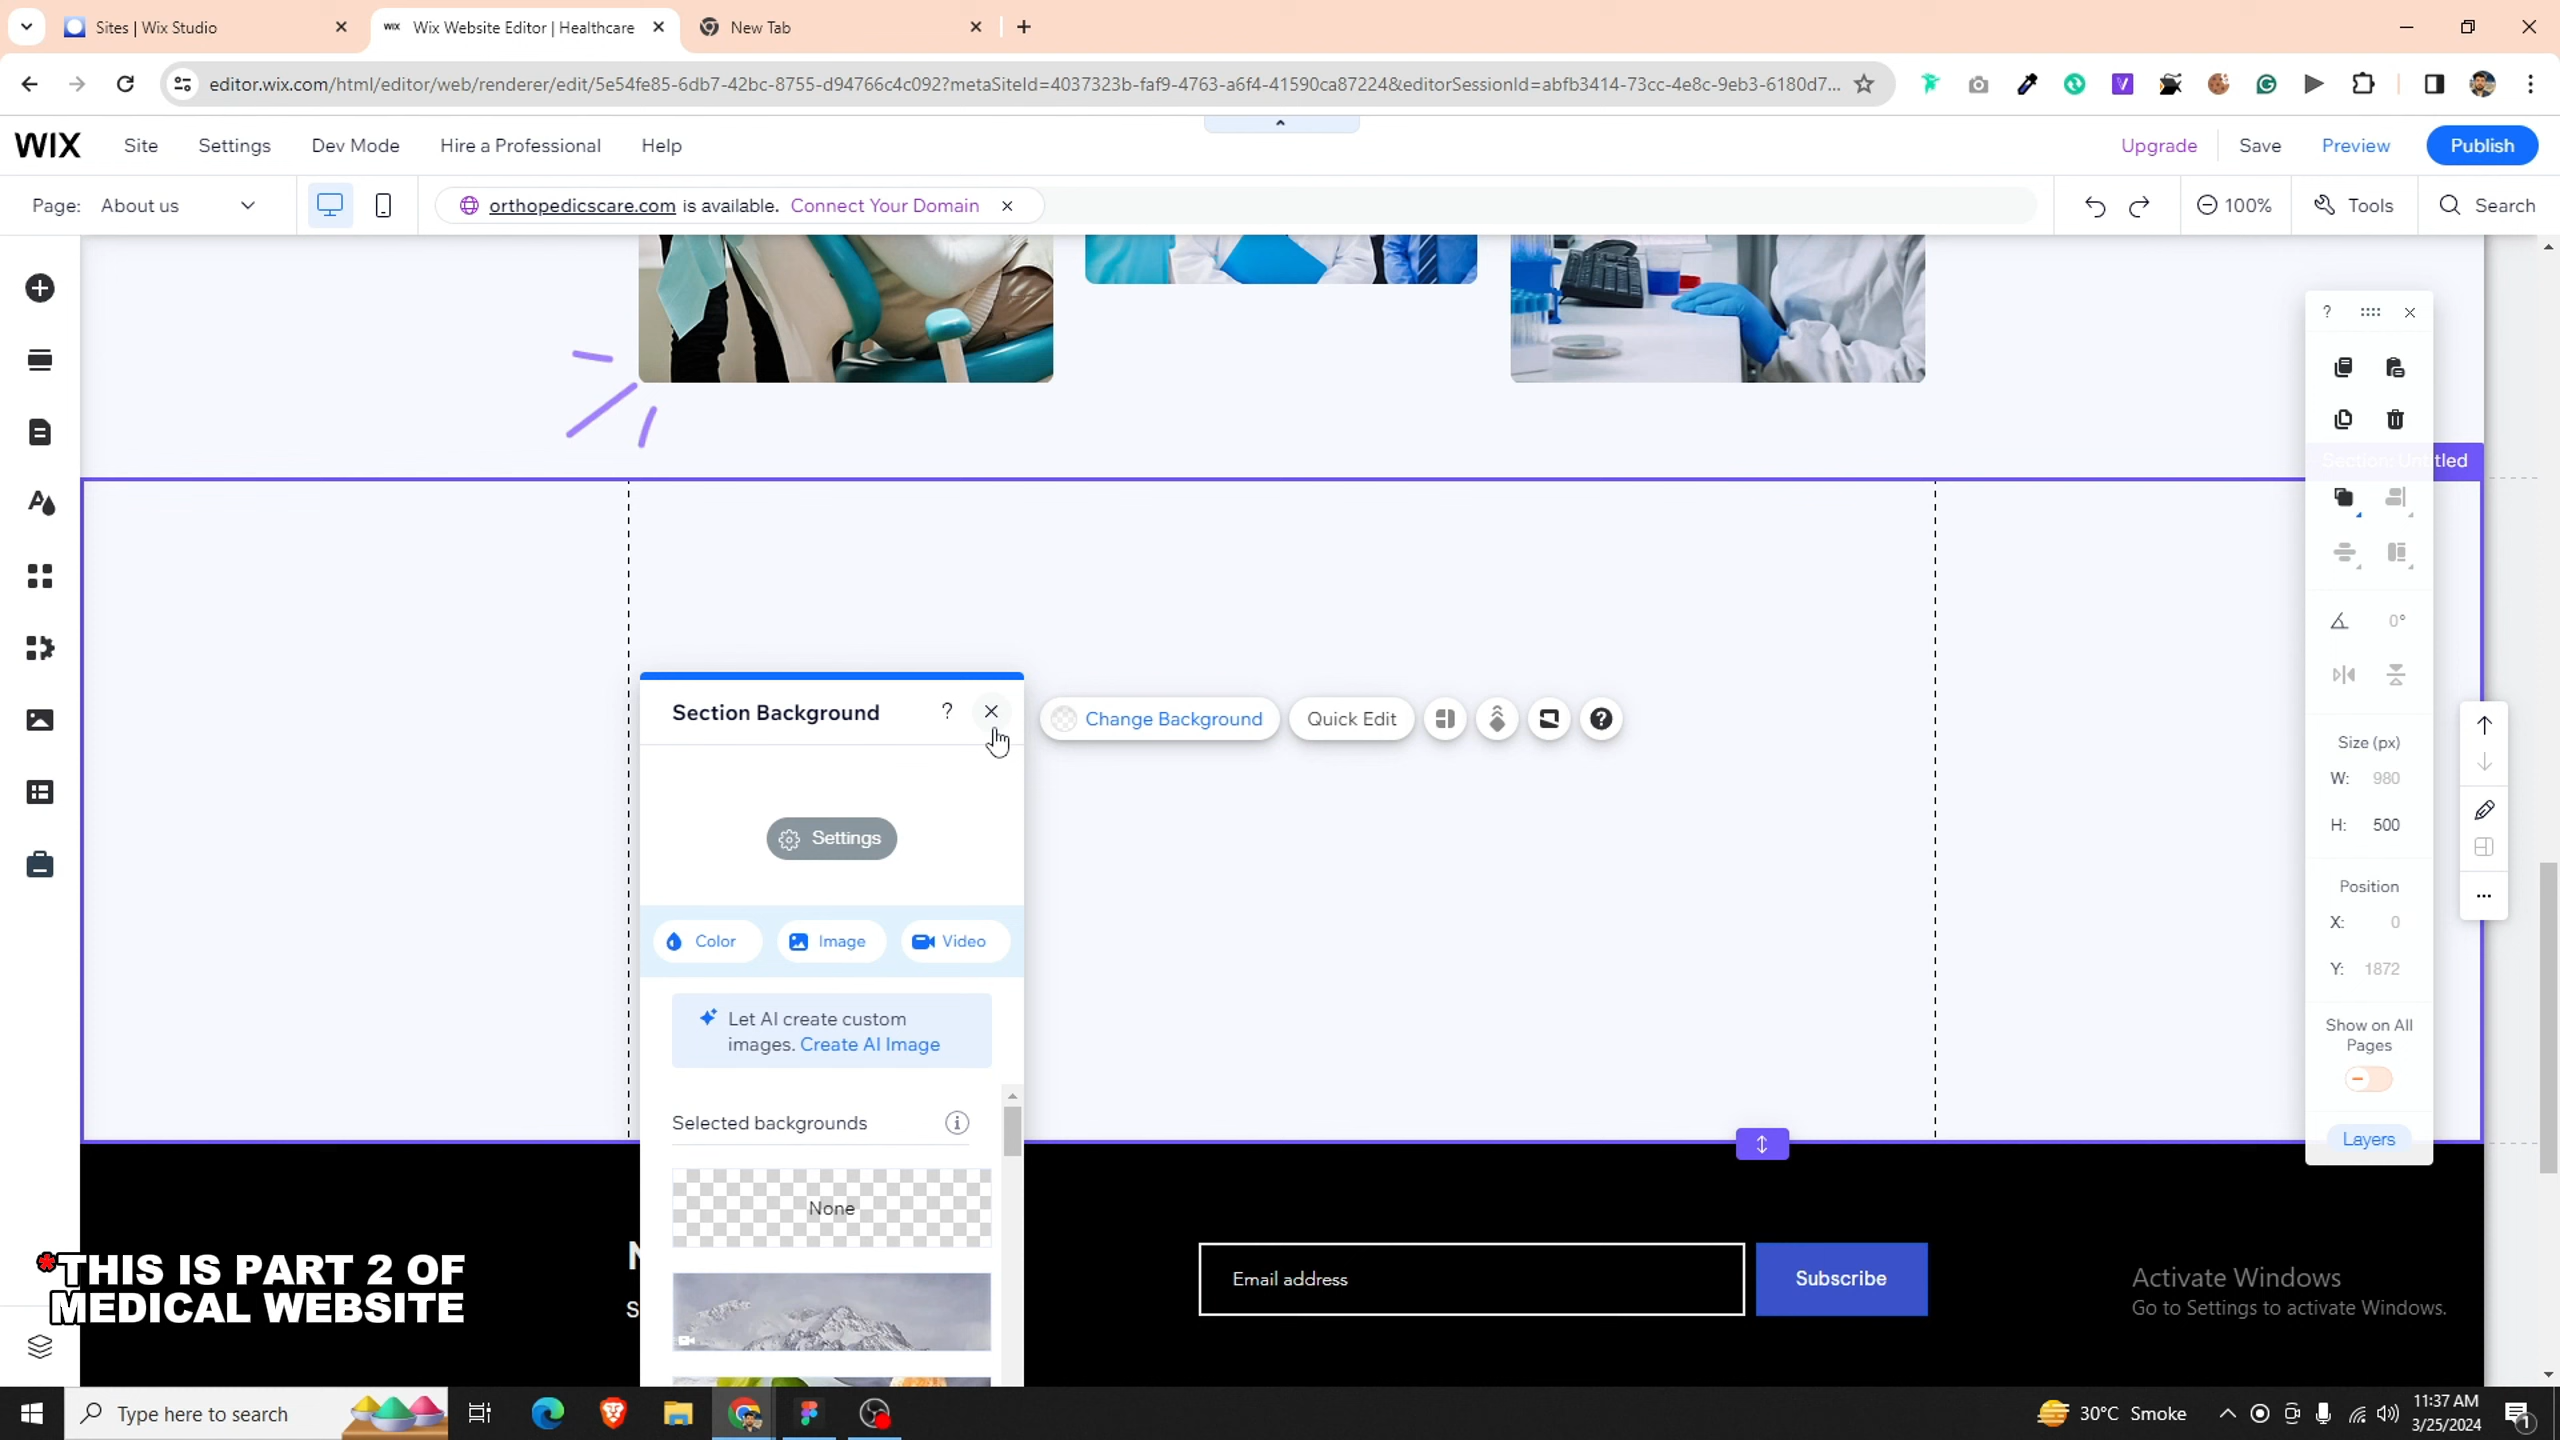 Sites | Wix Studio
WIX Wix Website Editor | Healthcare
New Tab
editor.wix.com/html/editor/web/renderer/edit/5e54fe85-6db7-42bc-8755-d94766c4c092?metaSiteId=4037323b-faf9-4763-a6f4-41590ca87224&editorSessionId=abfb3414-73cc-4e8c-9eb3-6180d7...
WIX Site Settings Dev Mode Hire a Professional Help Upgrade Save Preview Publish
Page: About us
orthopedicscare.com is available. Connect Your Domain
100% Tools Search
Section: Untitled
Section Background ?
Change Background Quick Edit
Settings
Color Image Video
Let AI create custom
images. Create AI Image
Selected backgrounds
None
?
0°
Size (px)
W: 980
H: 500
Position
X: 0
Y: 1872
Show on All
Pages
Layers
N
S
Email address
Subscribe
*THIS IS PART 2 OF
MEDICAL WEBSITE
Activate Windows
Go to Settings to activate Windows.
Type here to search
30°C Smoke
11:37 AM
3/25/2024
1